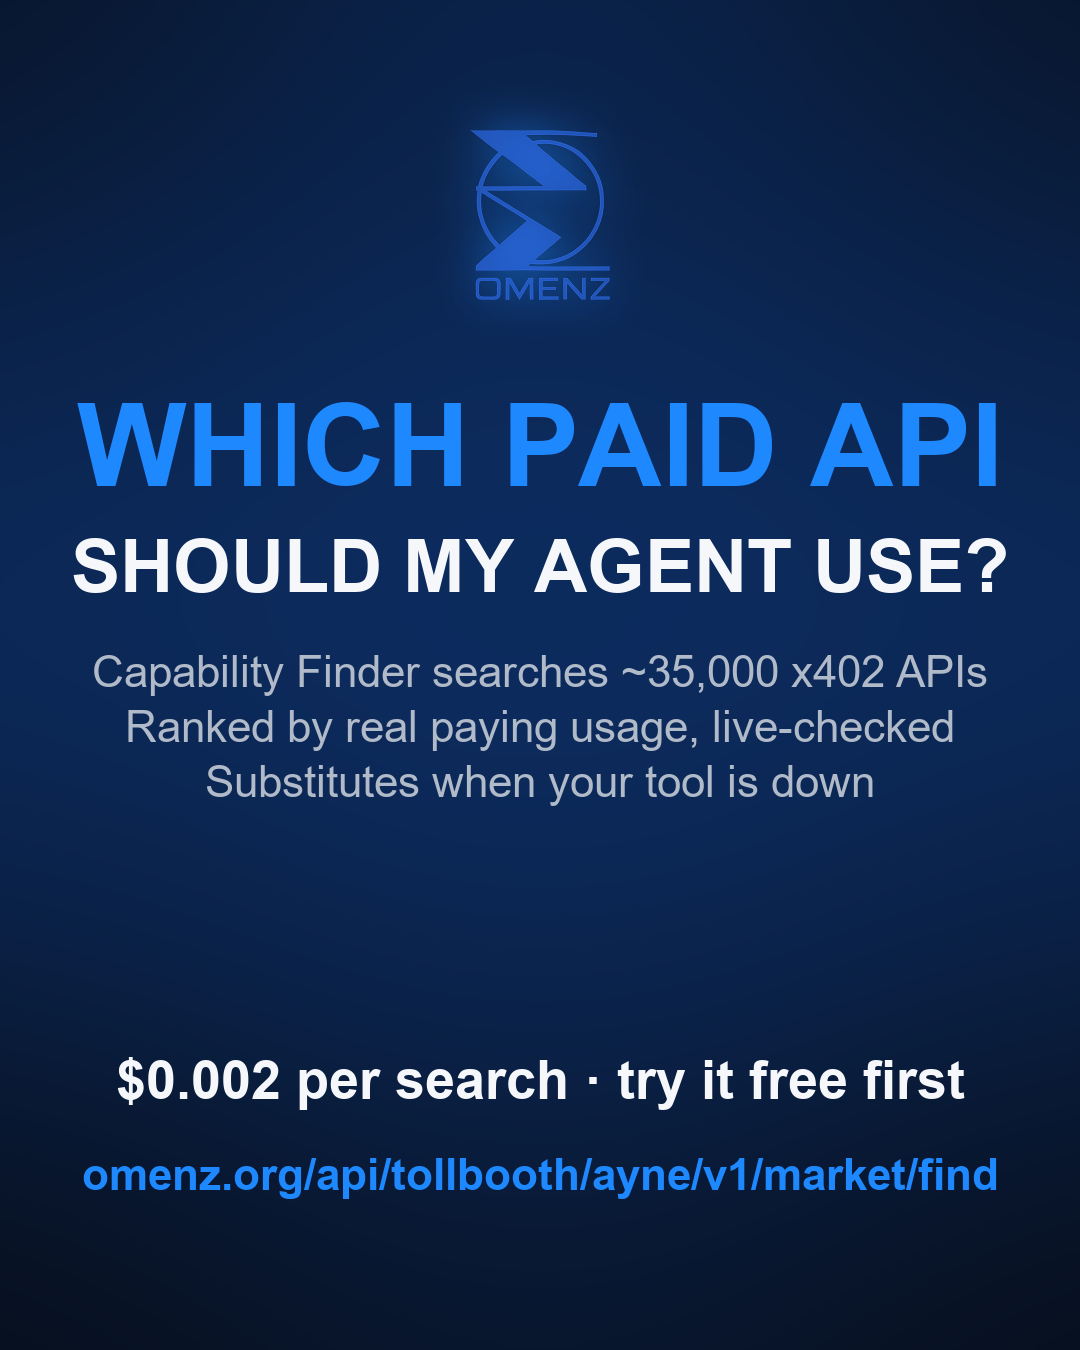 OMENZ
WHICH PAID API
SHOULD MY AGENT USE?
Capability Finder searches ~35,000 x402 APIs
Ranked by real paying usage, live-checked
Substitutes when your tool is down
$0.002 per search · try it free first
omenz.org/api/tollbooth/ayne/v1/market/find